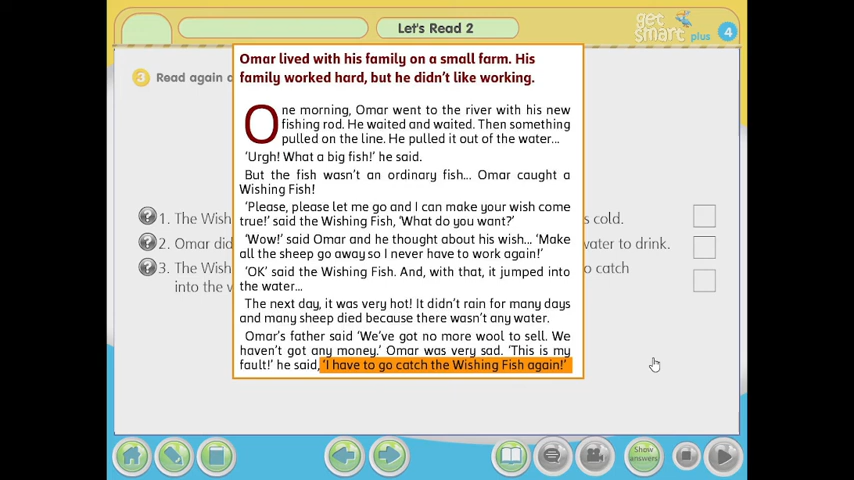 Let's Read 2
get smart plus 4
3 Read again a
Omar lived with his family on a small farm. His
family worked hard, but he didn't like working.
One morning, Omar went to the river with his new
fishing rod. He waited and waited. Then something
pulled on the line. He pulled it out of the water...
'Urgh! What a big fish!' he said.
But the fish wasn't an ordinary fish... Omar caught a
Wishing Fish!
'Please, please let me go and I can make your wish come
true!' said the Wishing Fish, 'What do you want?'
'Wow!' said Omar and he thought about his wish... 'Make
all the sheep go away so I never have to work again!'
'OK' said the Wishing Fish. And, with that, it jumped into
the water...
The next day, it was very hot! It didn't rain for many days
and many sheep died because there wasn't any water.
Omar's father said 'We've got no more wool to sell. We
haven't got any money.' Omar was very sad. 'This is my
fault!' he said, 'I have to go catch the Wishing Fish again!'
1. The Wish
s cold.
2. Omar did
water to drink.
3. The Wish
o catch
into the v
Show
answers